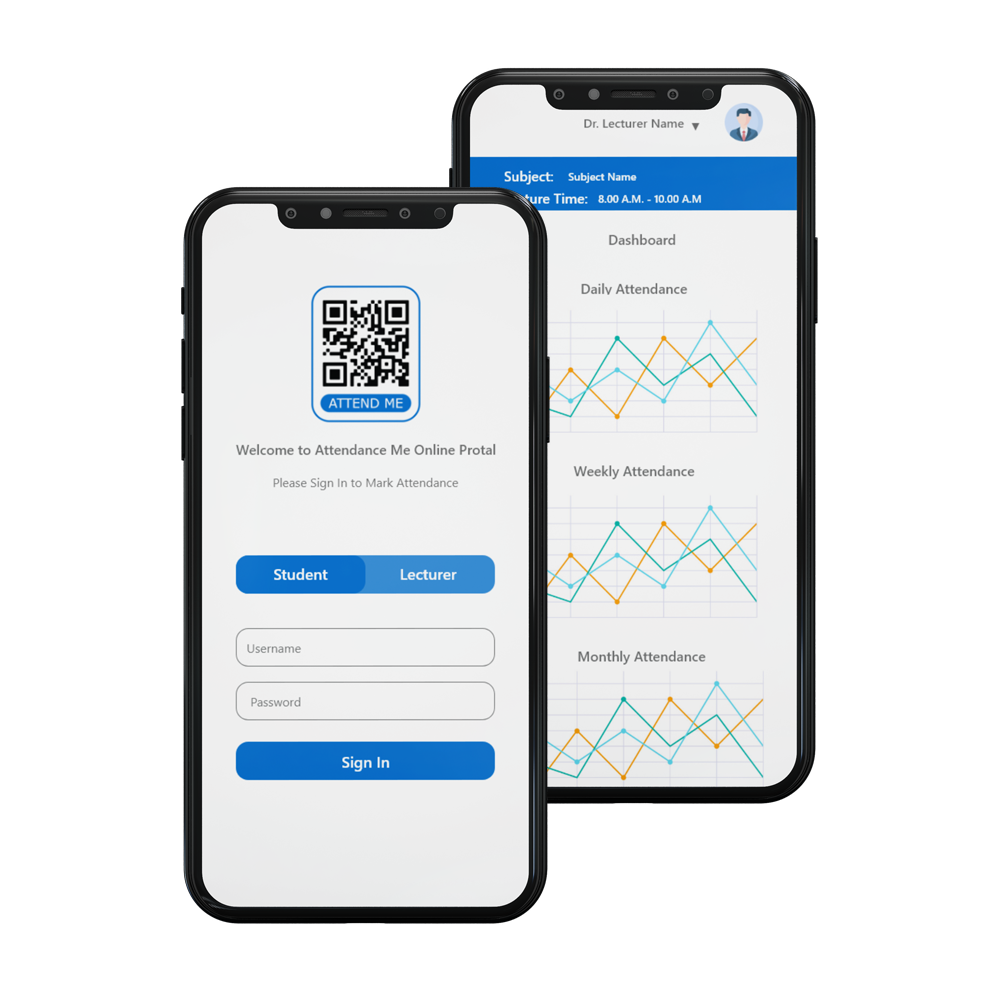 ATTEND ME
Welcome to Attendance Me Online Protal
Please Sign In to Mark Attendance
Student Lecturer
Username
Password
Sign In
Dr. Lecturer Name
Subject: Subject Name
ture Time: 8.00 A.M. - 10.00 A.M
Dashboard
Daily Attendance
Weekly Attendance
Monthly Attendance